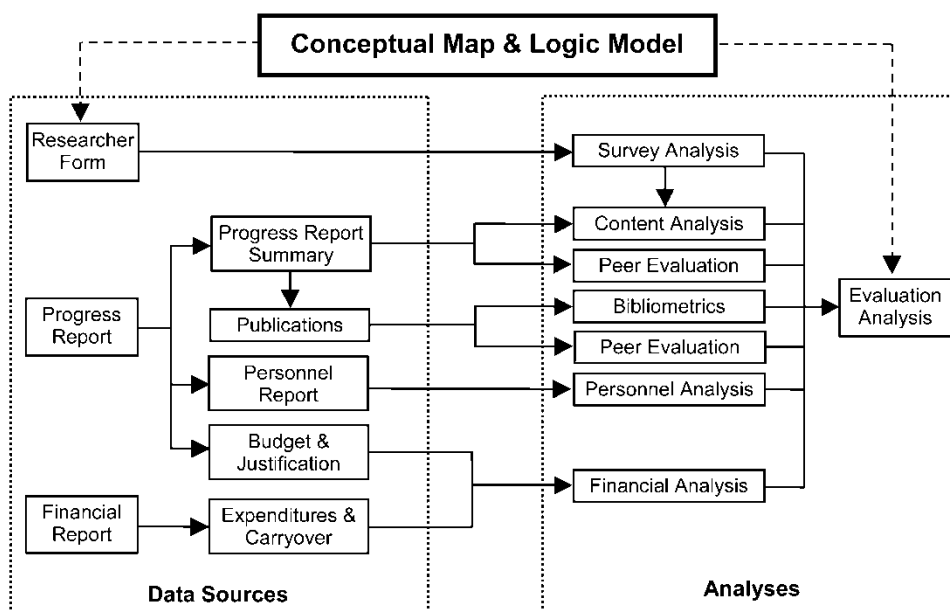 Conceptual Map & Logic Model
Researcher
Form
Progress Report
Summary
Progress
Report
Publications
Personnel
Report
Budget &
Justification
Financial
Report
Expenditures &
Carryover
Data Sources
Survey Analysis
Content Analysis
Peer Evaluation
Bibliometrics
Peer Evaluation
Personnel Analysis
Financial Analysis
Evaluation
Analysis
Analyses